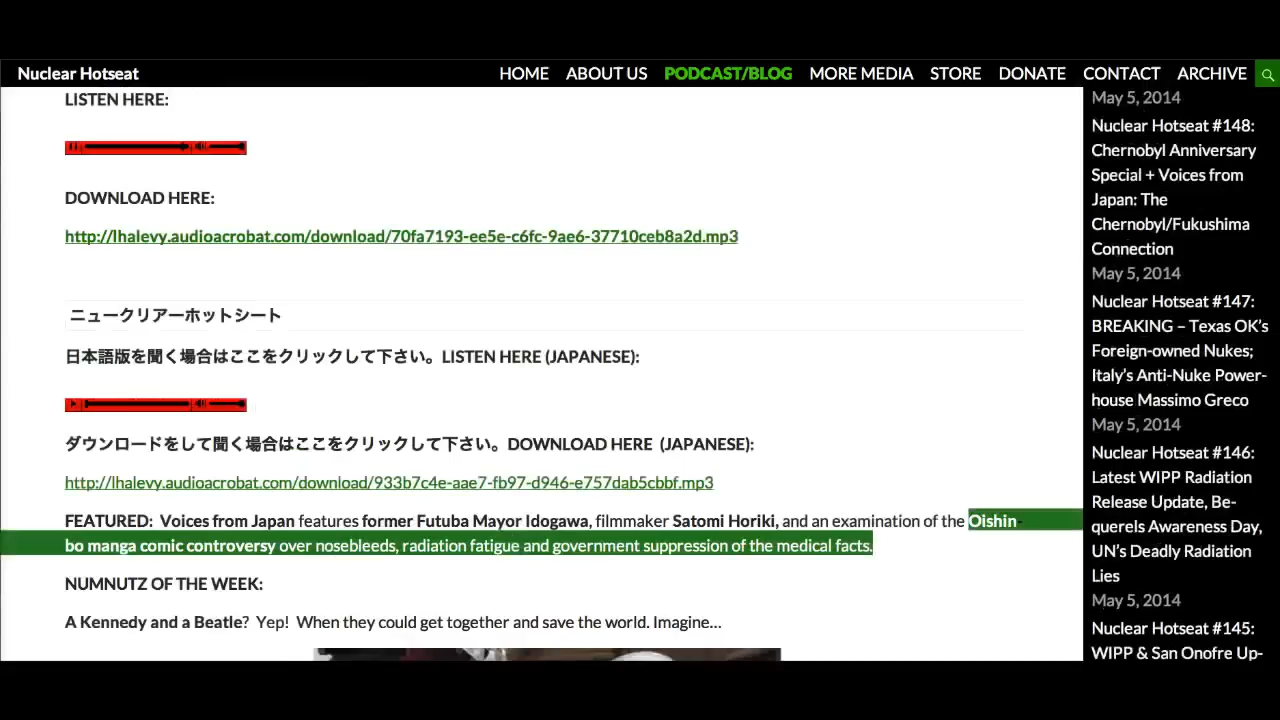 Nuclear Hotseat
HOME ABOUT US PODCAST/BLOG MORE MEDIA STORE DONATE CONTACT ARCHIVE
LISTEN HERE:
DOWNLOAD HERE:
http://lhalevy.audioacrobat.com/download/70fa7193-ee5e-c6fc-9ae6-37710ceb8a2d.mp3
ニュークリアーホットシート
日本語版を聞く場合はここをクリックして下さい。LISTEN HERE (JAPANESE):
ダウンロードをして聞く場合はここをクリックして下さい。DOWNLOAD HERE (JAPANESE):
http://lhalevy.audioacrobat.com/download/933b7c4e-aae7-fb97-d946-e757dab5cbbf.mp3
FEATURED: Voices from Japan features former Futuba Mayor Idogawa, filmmaker Satomi Horiki, and an examination of the Oishin-
bo manga comic controversy over nosebleeds, radiation fatigue and government suppression of the medical facts.
NUMNUTZ OF THE WEEK:
A Kennedy and a Beatle? Yep! When they could get together and save the world. Imagine...
May 5, 2014
Nuclear Hotseat #148:
Chernobyl Anniversary
Special + Voices from
Japan: The
Chernobyl/Fukushima
Connection
May 5, 2014
Nuclear Hotseat #147:
BREAKING – Texas OK's
Foreign-owned Nukes;
Italy's Anti-Nuke Power-
house Massimo Greco
May 5, 2014
Nuclear Hotseat #146:
Latest WIPP Radiation
Release Update, Be-
querels Awareness Day,
UN's Deadly Radiation
Lies
May 5, 2014
Nuclear Hotseat #145:
WIPP & San Onofre Up-